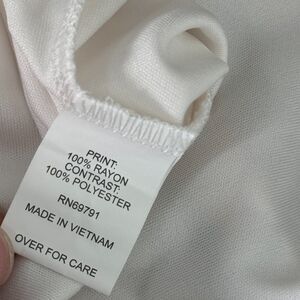 PRINT:
100% RAYON
CONTRAST:
100% POLYESTER
RN69791
MADE IN VIETNAM
OVER FOR CARE